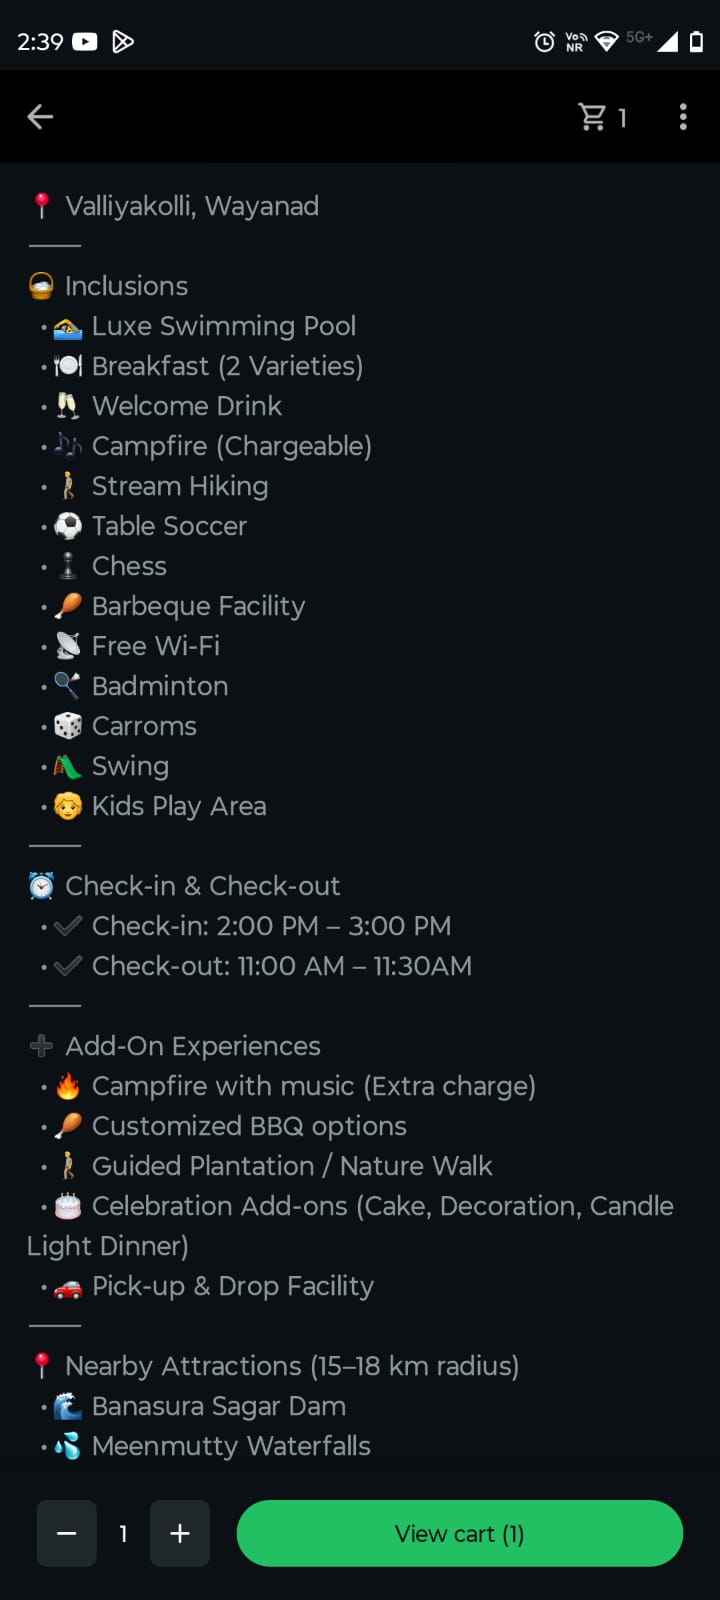 2:39 Vo NR 5G+
1
📍 Valliyakolli, Wayanad
⸻
🧺 Inclusions
• 🏊 Luxe Swimming Pool
• 🍽️ Breakfast (2 Varieties)
• 🥂 Welcome Drink
• 🎶 Campfire (Chargeable)
• 🚶 Stream Hiking
• ⚽ Table Soccer
• ♟️ Chess
• 🍗 Barbeque Facility
• 📡 Free Wi-Fi
• 🏸 Badminton
• 🎲 Carroms
• 🛝 Swing
• 🧒 Kids Play Area
⸻
⏰ Check-in & Check-out
• ✔️ Check-in: 2:00 PM – 3:00 PM
• ✔️ Check-out: 11:00 AM – 11:30AM
⸻
➕ Add-On Experiences
• 🔥 Campfire with music (Extra charge)
• 🍗 Customized BBQ options
• 🚶 Guided Plantation / Nature Walk
• 🎂 Celebration Add-ons (Cake, Decoration, Candle
Light Dinner)
• 🚗 Pick-up & Drop Facility
⸻
📍 Nearby Attractions (15–18 km radius)
• 🌊 Banasura Sagar Dam
• 💦 Meenmutty Waterfalls
− 1 + View cart (1)